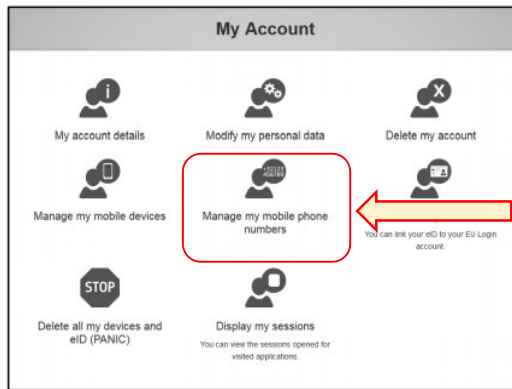 My Account
My account details
Modify my personal data
Delete my account
Manage my mobile devices
+32123
456789
Manage my mobile phone
numbers
You can link your eID to your EU Login
account.
STOP
Delete all my devices and
eID (PANIC)
Display my sessions
You can view the sessions opened for
visited applications.